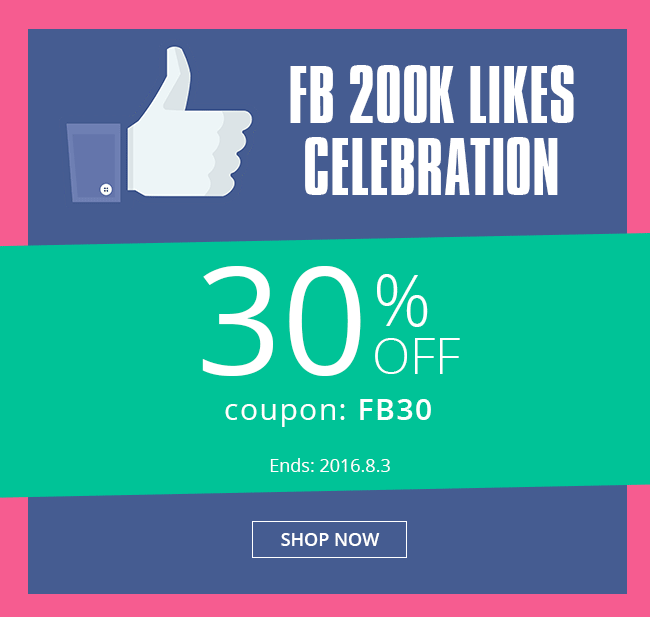 FB 200K LIKES
CELEBRATION
30%
OFF
coupon: FB30
Ends: 2016.8.3
SHOP NOW